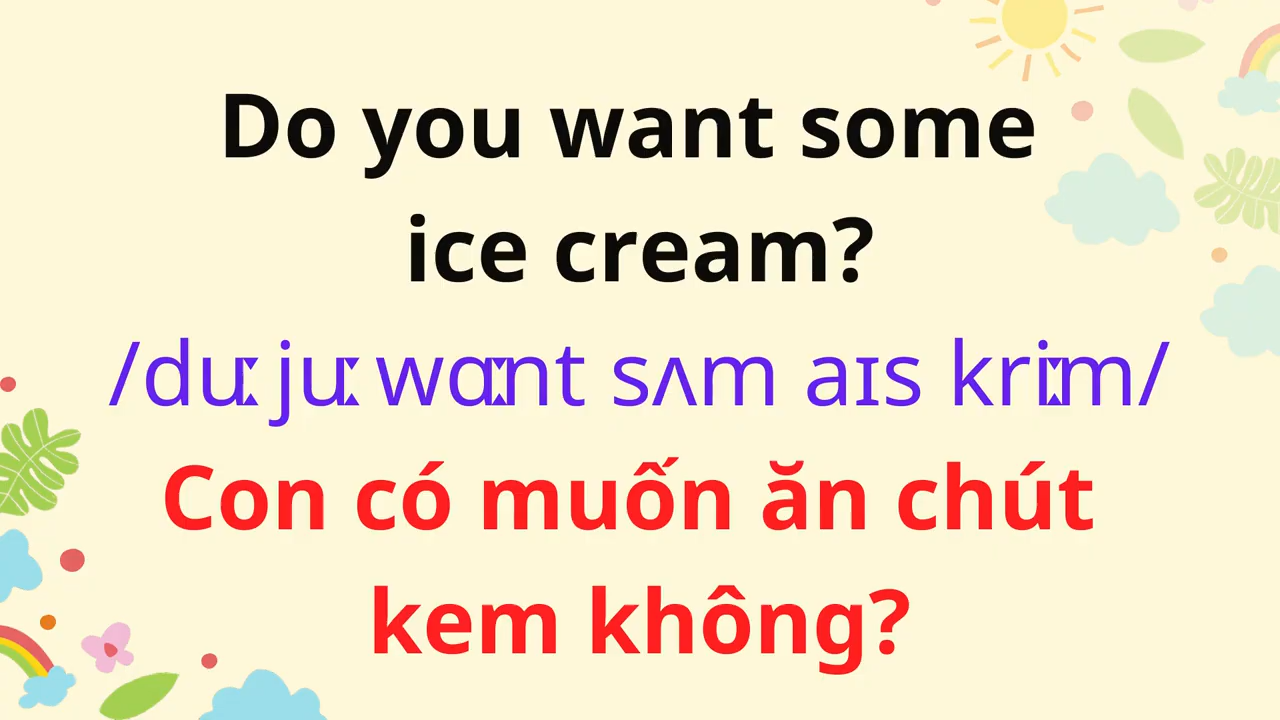 Do you want some
ice cream?
/duː juː wɑːnt sʌm aɪs kriːm/
Con có muốn ăn chút
kem không?